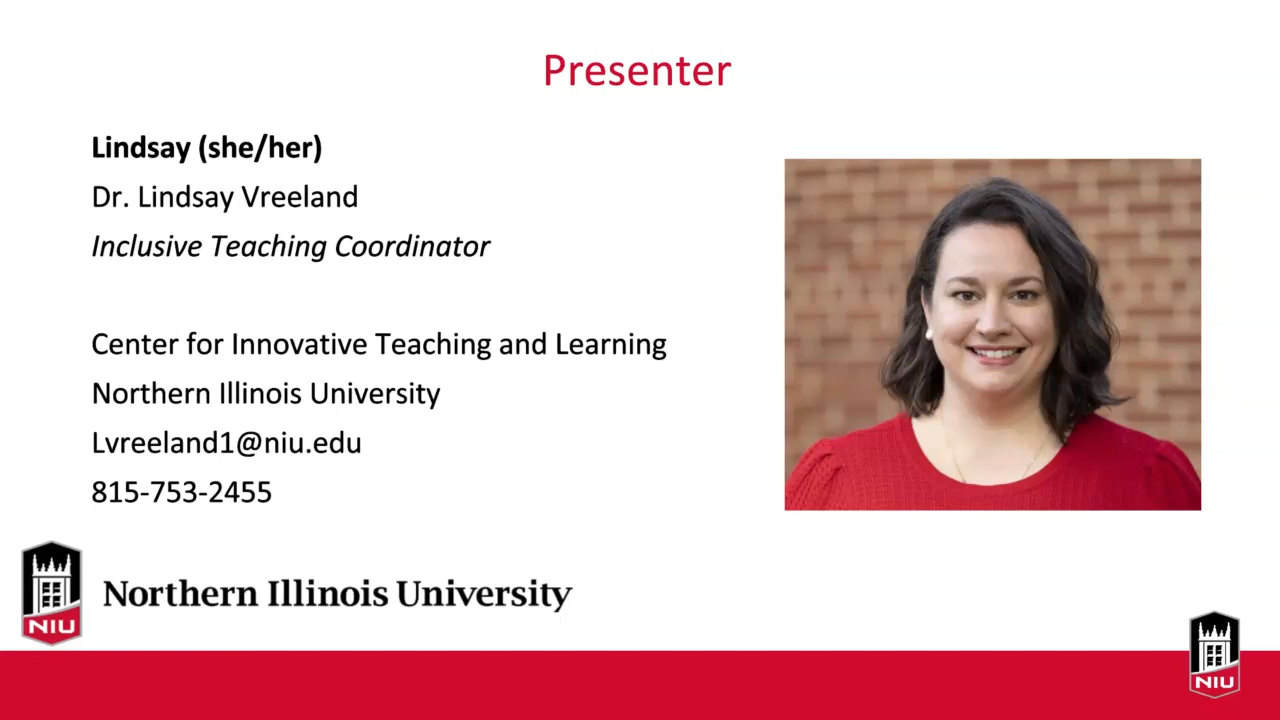 Presenter
Lindsay (she/her)
Dr. Lindsay Vreeland
Inclusive Teaching Coordinator
Center for Innovative Teaching and Learning
Northern Illinois University
Lvreeland1@niu.edu
815-753-2455
NIU
Northern Illinois University
NIU